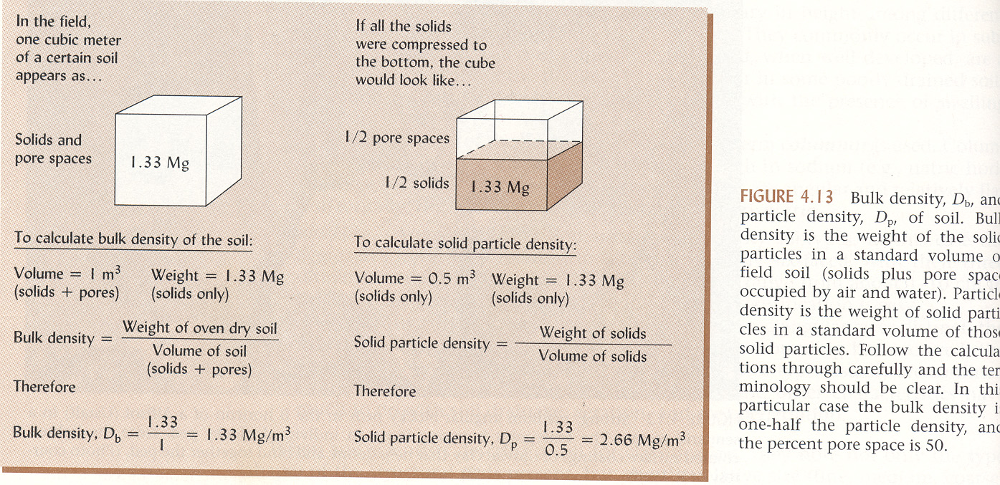 In the field,
one cubic meter
of a certain soil
appears as...
Solids and
pore spaces
1.33 Mg
To calculate bulk density of the soil:
Volume = 1 m³ Weight = 1.33 Mg
(solids + pores) (solids only)
Bulk density = Weight of oven dry soil
Volume of soil
(solids + pores)
Therefore
Bulk density, Db = 1.33 / 1 = 1.33 Mg/m³
If all the solids
were compressed to
the bottom, the cube
would look like...
1/2 pore spaces
1/2 solids
1.33 Mg
To calculate solid particle density:
Volume = 0.5 m³ Weight = 1.33 Mg
(solids only) (solids only)
Solid particle density = Weight of solids
Volume of solids
Therefore
Solid particle density, Dp = 1.33 / 0.5 = 2.66 Mg/m³
FIGURE 4.13 Bulk density, Db, and
particle density, Dp, of soil. Bul
density is the weight of the soli
particles in a standard volume o
field soil (solids plus pore spac
occupied by air and water). Particl
density is the weight of solid parti
cles in a standard volume of thos
solid particles. Follow the calcula
tions through carefully and the ter
minology should be clear. In thi
particular case the bulk density i
one-half the particle density, and
the percent pore space is 50.